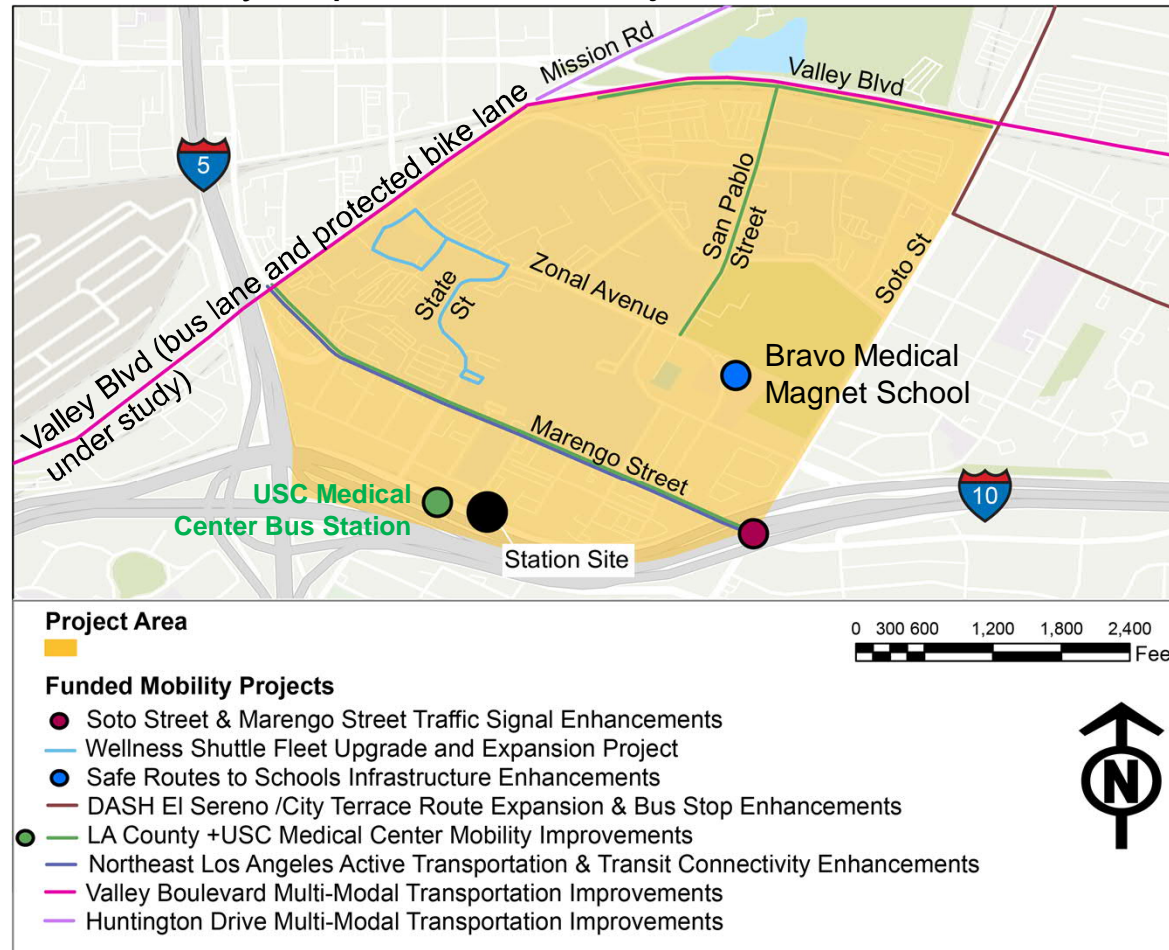 Mission Rd
Valley Blvd
5
San Pablo
Street
Soto St
Zonal Avenue
State
St
Valley Blvd (bus lane and protected bike lane
under study)
Bravo Medical
Magnet School
Marengo Street
10
USC Medical
Center Bus Station
Station Site
Project Area
0 300 600 1,200 1,800 2,400
Fee
Funded Mobility Projects
Soto Street & Marengo Street Traffic Signal Enhancements
Wellness Shuttle Fleet Upgrade and Expansion Project
Safe Routes to Schools Infrastructure Enhancements
DASH El Sereno /City Terrace Route Expansion & Bus Stop Enhancements
LA County +USC Medical Center Mobility Improvements
Northeast Los Angeles Active Transportation & Transit Connectivity Enhancements
Valley Boulevard Multi-Modal Transportation Improvements
Huntington Drive Multi-Modal Transportation Improvements
N